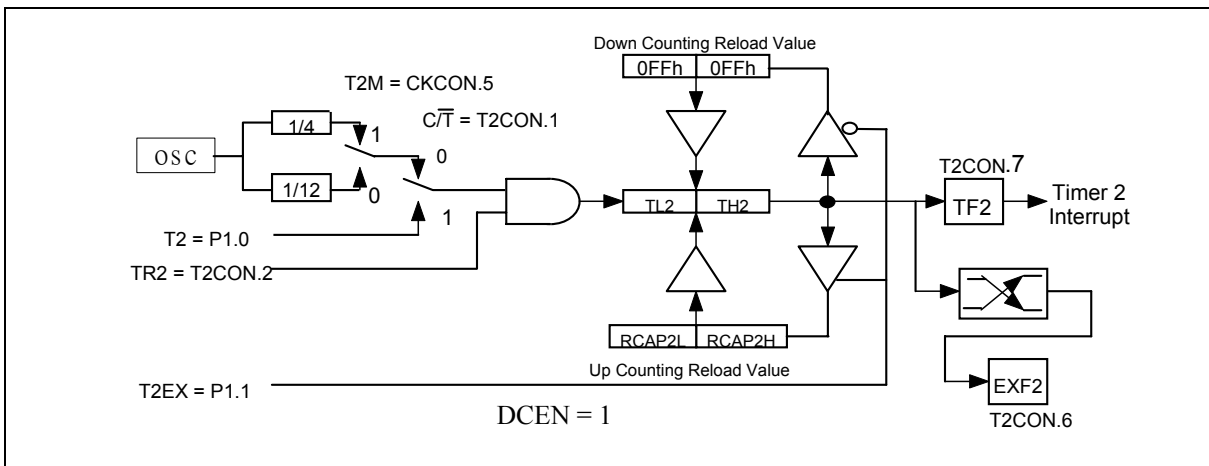 Down Counting Reload Value
0FFh 0FFh
T2M = CKCON.5
C/T̅ = T2CON.1
1/4
1
OSC
0
T2CON.7
1/12
0
TL2 TH2
TF2
Timer 2
Interrupt
1
T2 = P1.0
TR2 = T2CON.2
RCAP2L RCAP2H
Up Counting Reload Value
EXF2
T2EX = P1.1
DCEN = 1
T2CON.6